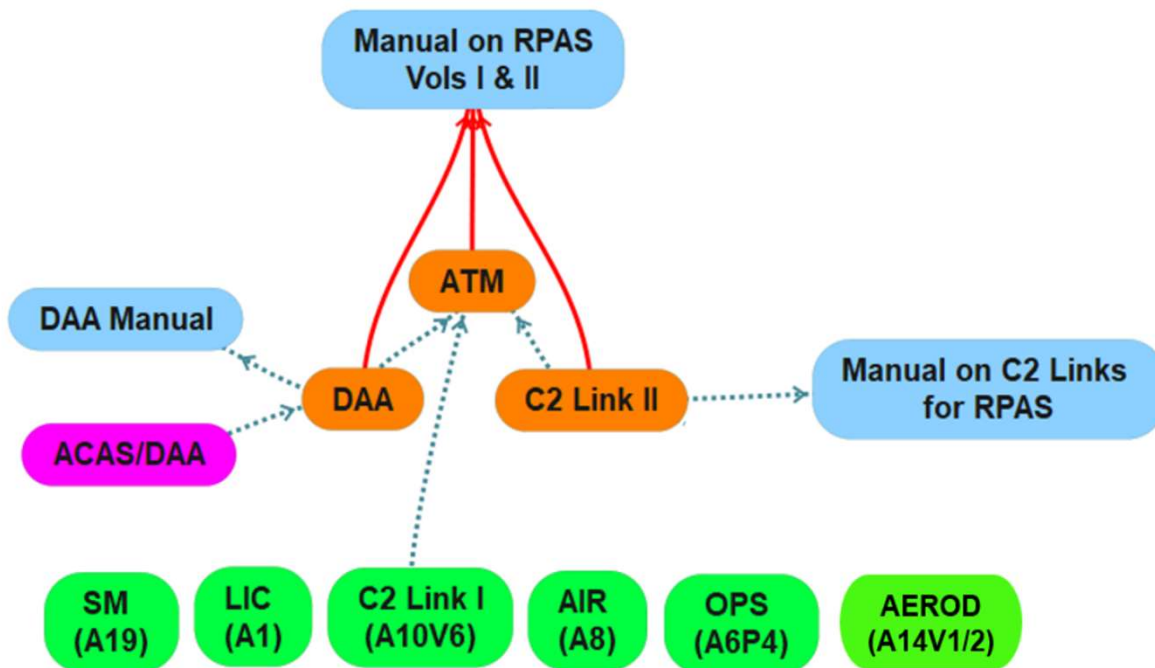 Manual on RPAS
Vols I & II
ATM
DAA Manual
DAA
C2 Link II
Manual on C2 Links
for RPAS
ACAS/DAA
SM
(A19)
LIC
(A1)
C2 Link I
(A10V6)
AIR
(A8)
OPS
(A6P4)
AEROD
(A14V1/2)